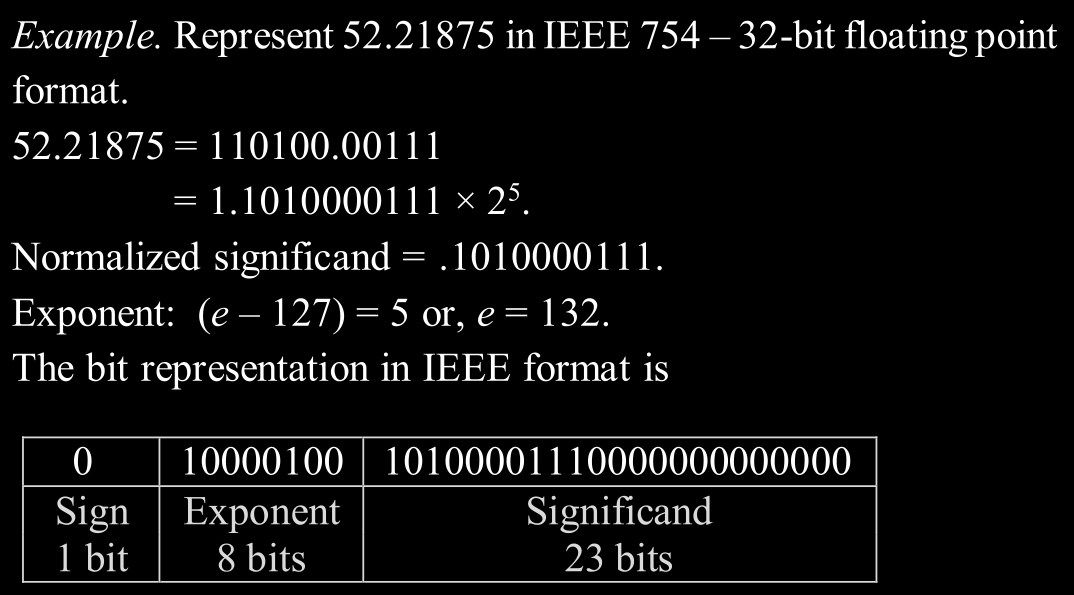 Example. Represent 52.21875 in IEEE 754 – 32-bit floating point
format.
52.21875 = 110100.00111
= 1.1010000111 × 2⁵.
Normalized significand = .1010000111.
Exponent: (e – 127) = 5 or, e = 132.
The bit representation in IEEE format is
0 10000100 10100001110000000000000
Sign Exponent Significand
1 bit 8 bits 23 bits